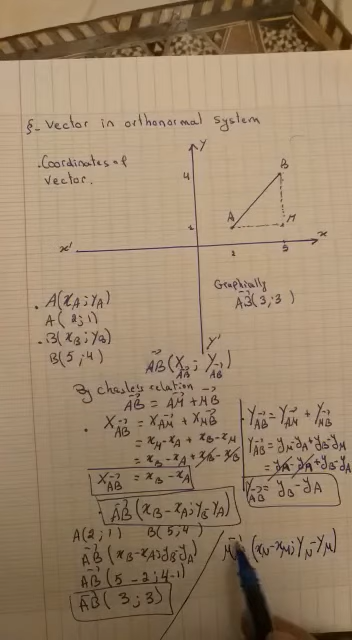 §- Vector in orthonormal system
. Coordinates of
vector.
y
4
B
A
M
1
x'
x
2
5
Graphically
AB→(3;3)
. A(xA;yA)
A(2;1)
. B(xB;yB)
B(5;4)
y'
AB→(XAB→;YAB→)
By chasles relation
AB→ = AM→ + MB→
. XAB→ = XAM→ + XMB→
= xM-xA + xB-xM
= xB-xA + xM-xM
XAB→ = xB-xA
. YAB→ = YAM→ + YMB→
YAB→ = yM-yA+yB-yM
= yM-yM+yB-yA
YAB→ = yB-yA
. AB→(xB-xA;yB-yA)
A(2;1) B(5;4)
AB→(xB-xA;yB-yA)
AB→(5-2;4-1)
AB→(3;3)
(xN-xM;yN-yM)